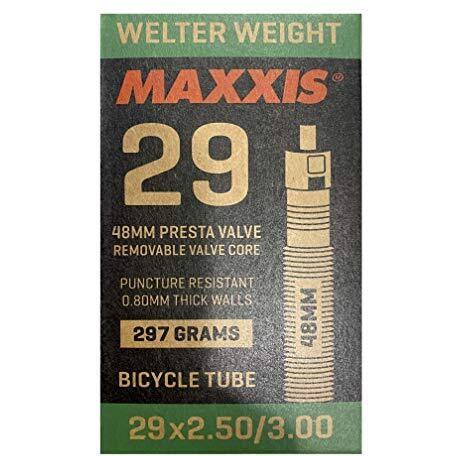 WELTER WEIGHT
MAXXIS®
29
48MM PRESTA VALVE
REMOVABLE VALVE CORE
PUNCTURE RESISTANT
0.80MM THICK WALLS
297 GRAMS
48MM
BICYCLE TUBE
29x2.50/3.00